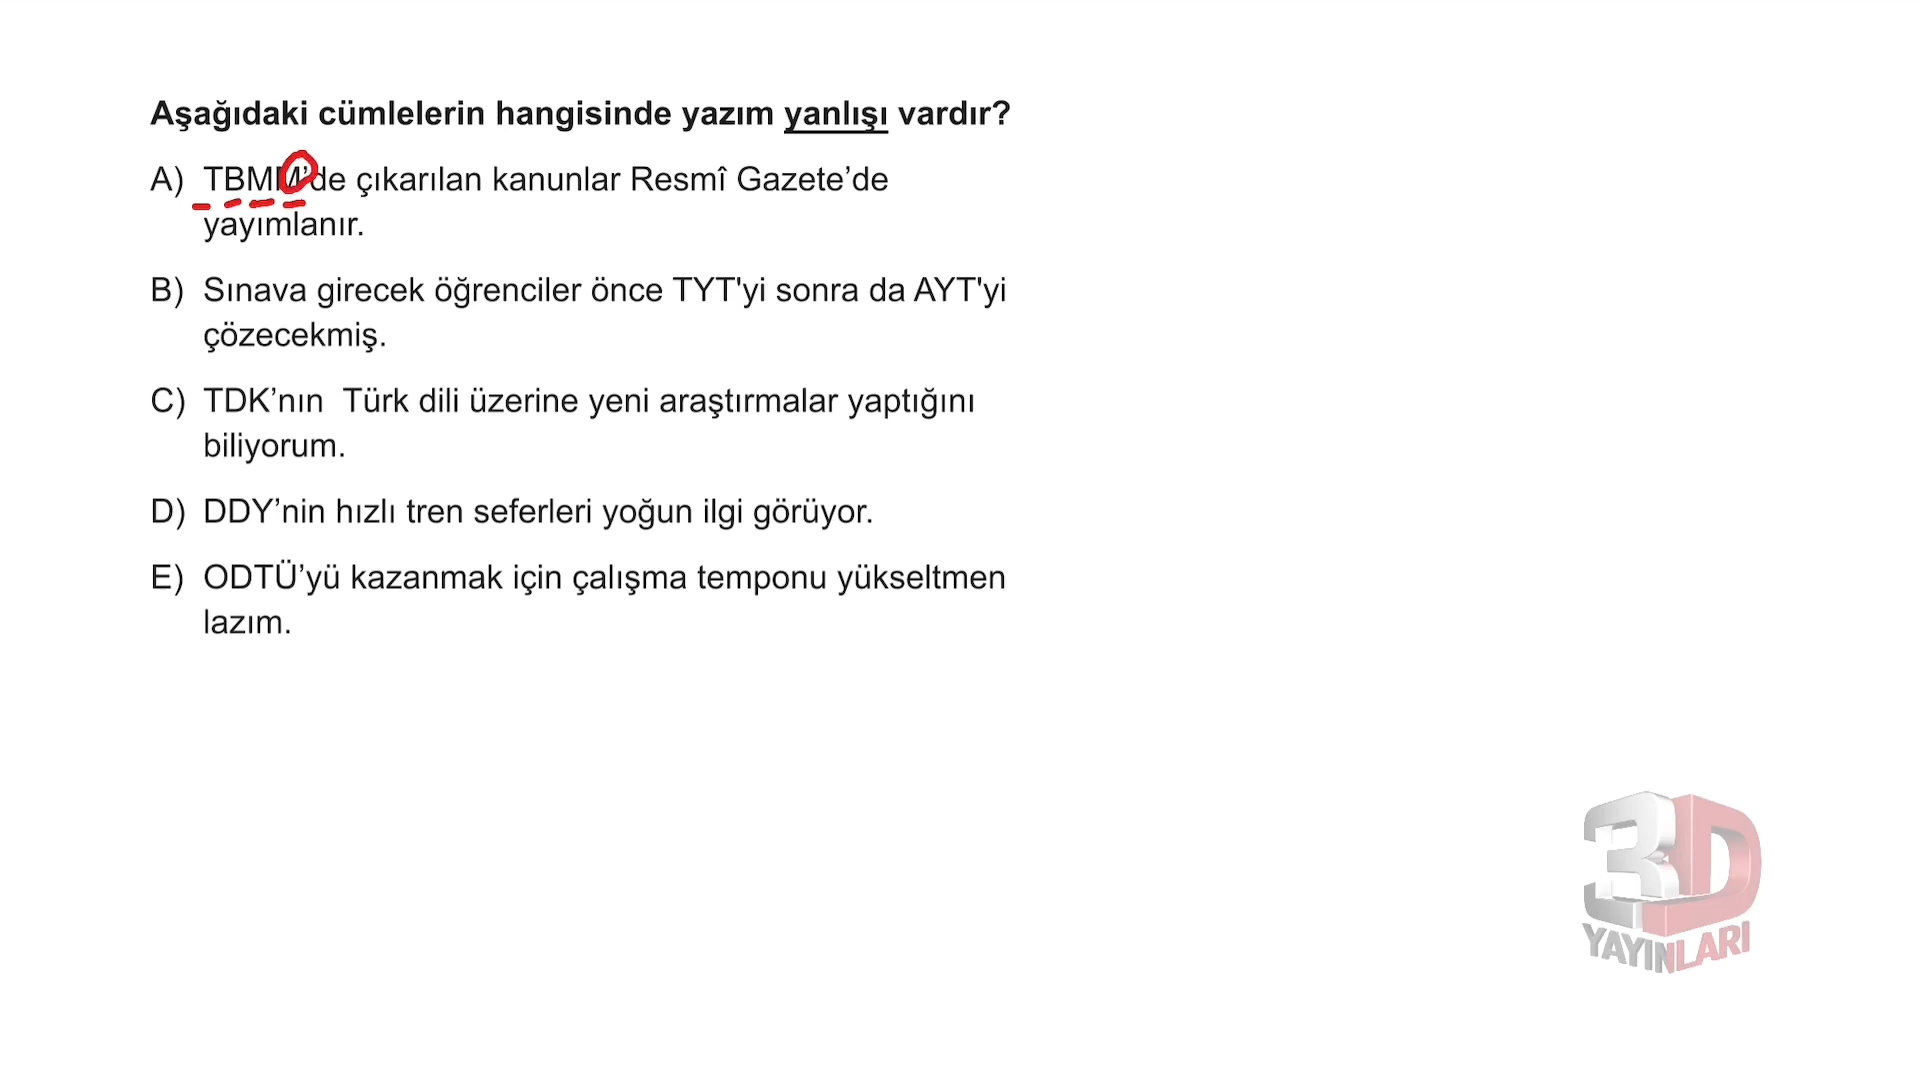 Aşağıdaki cümlelerin hangisinde yazım yanlışı vardır?
A) TBMM’de çıkarılan kanunlar Resmî Gazete’de
yayımlanır.
B) Sınava girecek öğrenciler önce TYT'yi sonra da AYT'yi
çözecekmiş.
C) TDK’nın Türk dili üzerine yeni araştırmalar yaptığını
biliyorum.
D) DDY’nin hızlı tren seferleri yoğun ilgi görüyor.
E) ODTÜ’yü kazanmak için çalışma temponu yükseltmen
lazım.
3D
YAYINLARI